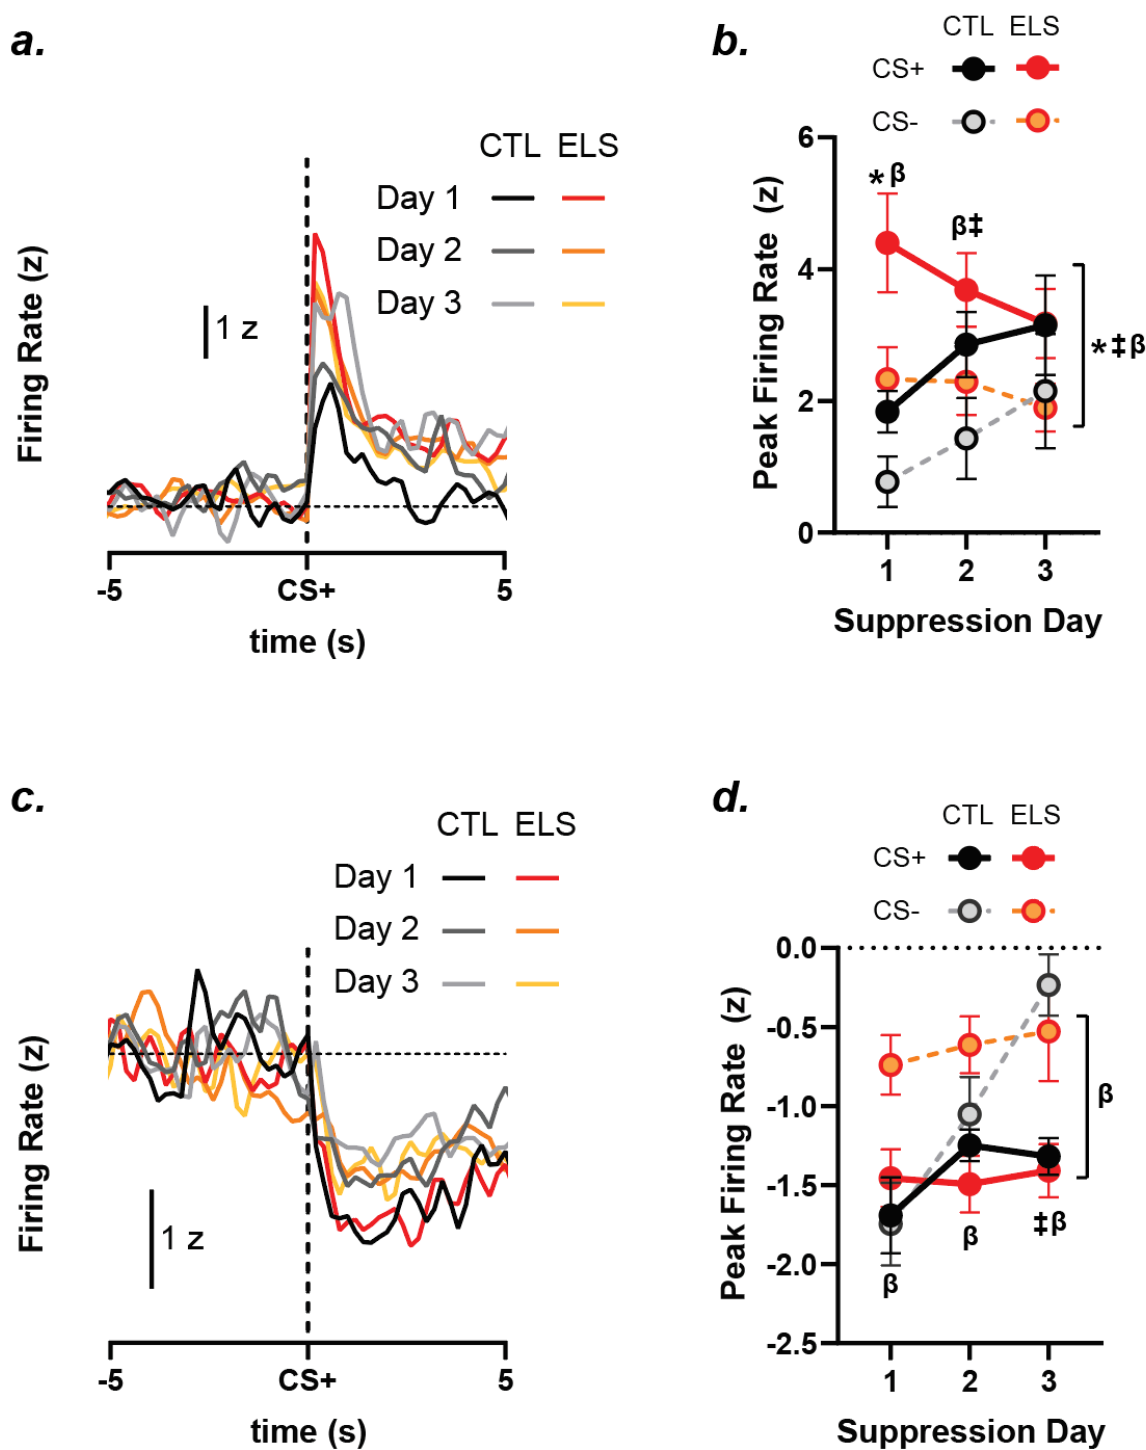 a.
CTL ELS
Day 1
Day 2
Day 3
1 z
Firing Rate (z)
-5 CS+ 5
time (s)
b.
CTL ELS
CS+
CS-
6
4
2
0
*β
β‡
*‡β
Peak Firing Rate (z)
1 2 3
Suppression Day
c.
CTL ELS
Day 1
Day 2
Day 3
1 z
Firing Rate (z)
-5 CS+ 5
time (s)
d.
CTL ELS
CS+
CS-
0.0
-0.5
-1.0
-1.5
-2.0
-2.5
β
β
‡β
β
Peak Firing Rate (z)
1 2 3
Suppression Day